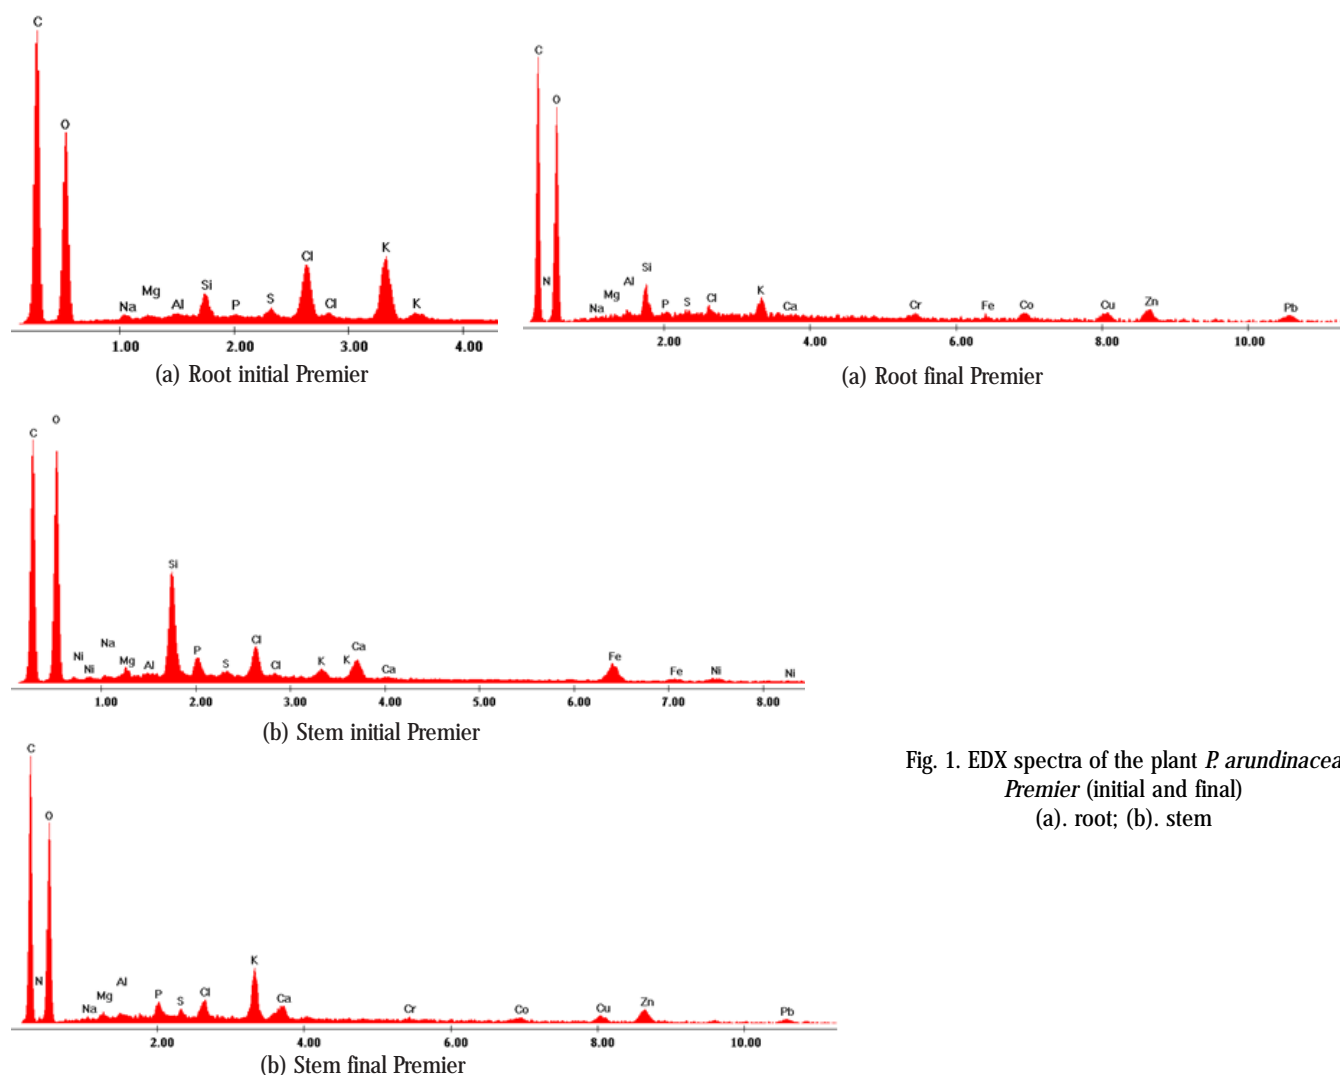 C
O
Na
Mg
Al
Si
P
S
Cl
Cl
K
K
1.00 2.00 3.00 4.00
(a) Root initial Premier
C
N
O
Na
Mg
Al
Si
P
S
Cl
K
Ca
Cr
Fe
Co
Cu
Zn
Pb
2.00 4.00 6.00 8.00 10.00
(a) Root final Premier
C
O
Ni
Ni
Na
Mg
Al
Si
P
S
Cl
Cl
K
K
Ca
Ca
Fe
Fe
Ni
Ni
1.00 2.00 3.00 4.00 5.00 6.00 7.00 8.00
(b) Stem initial Premier
C
N
O
Na
Mg
Al
P
S
Cl
K
Ca
Cr
Co
Cu
Zn
Pb
2.00 4.00 6.00 8.00 10.00
(b) Stem final Premier
Fig. 1. EDX spectra of the plant P. arundinacea
Premier (initial and final)
(a). root; (b). stem